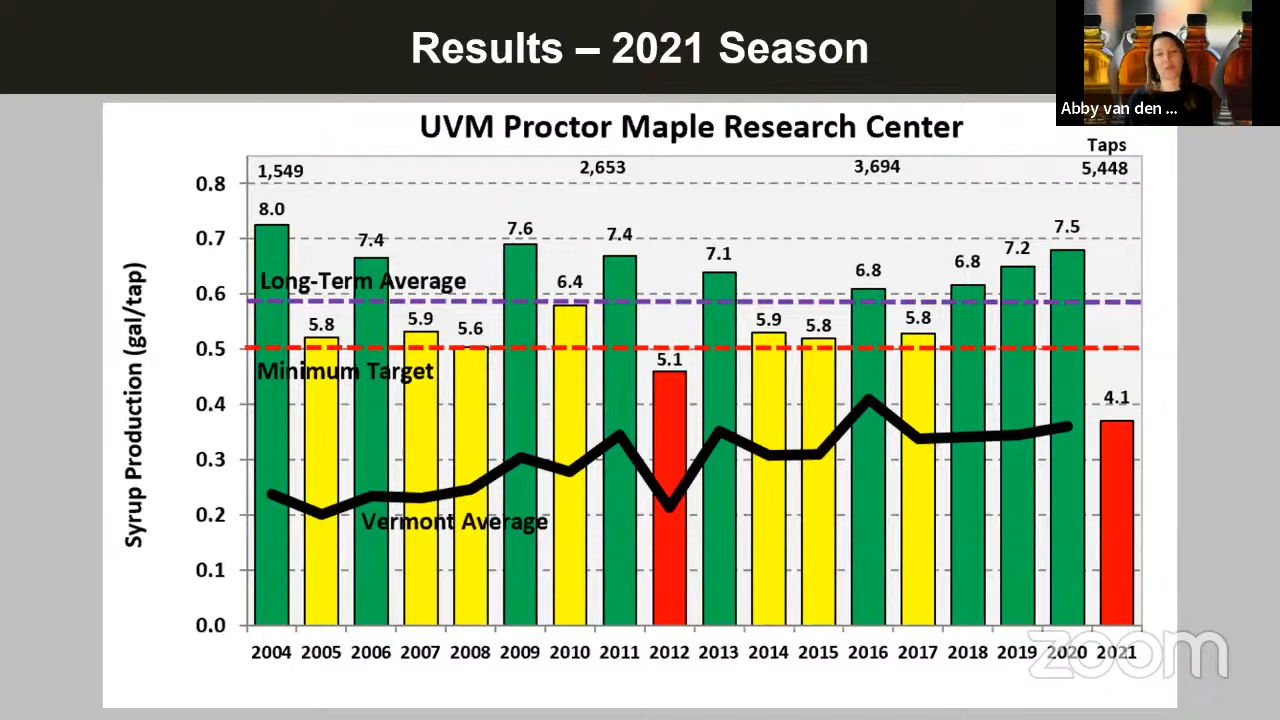 Results – 2021 Season
Abby van den ...
UVM Proctor Maple Research Center
Taps
1,549 2,653 3,694 5,448
Syrup Production (gal/tap)
0.8
0.7
0.6
0.5
0.4
0.3
0.2
0.1
0.0
8.0 5.8 7.4 5.9 5.6 7.6 6.4 7.4 5.1 7.1 5.9 5.8 6.8 5.8 6.8 7.2 7.5 4.1
Long-Term Average
Minimum Target
Vermont Average
2004 2005 2006 2007 2008 2009 2010 2011 2012 2013 2014 2015 2016 2017 2018 2019 2020 2021
zoom